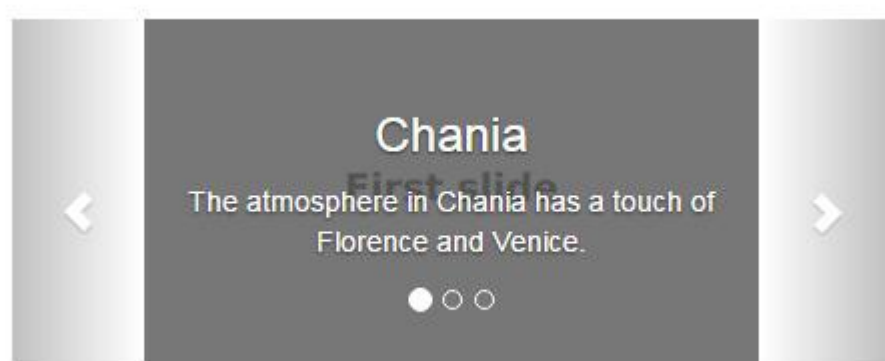 Chania
First slide
The atmosphere in Chania has a touch of
Florence and Venice.